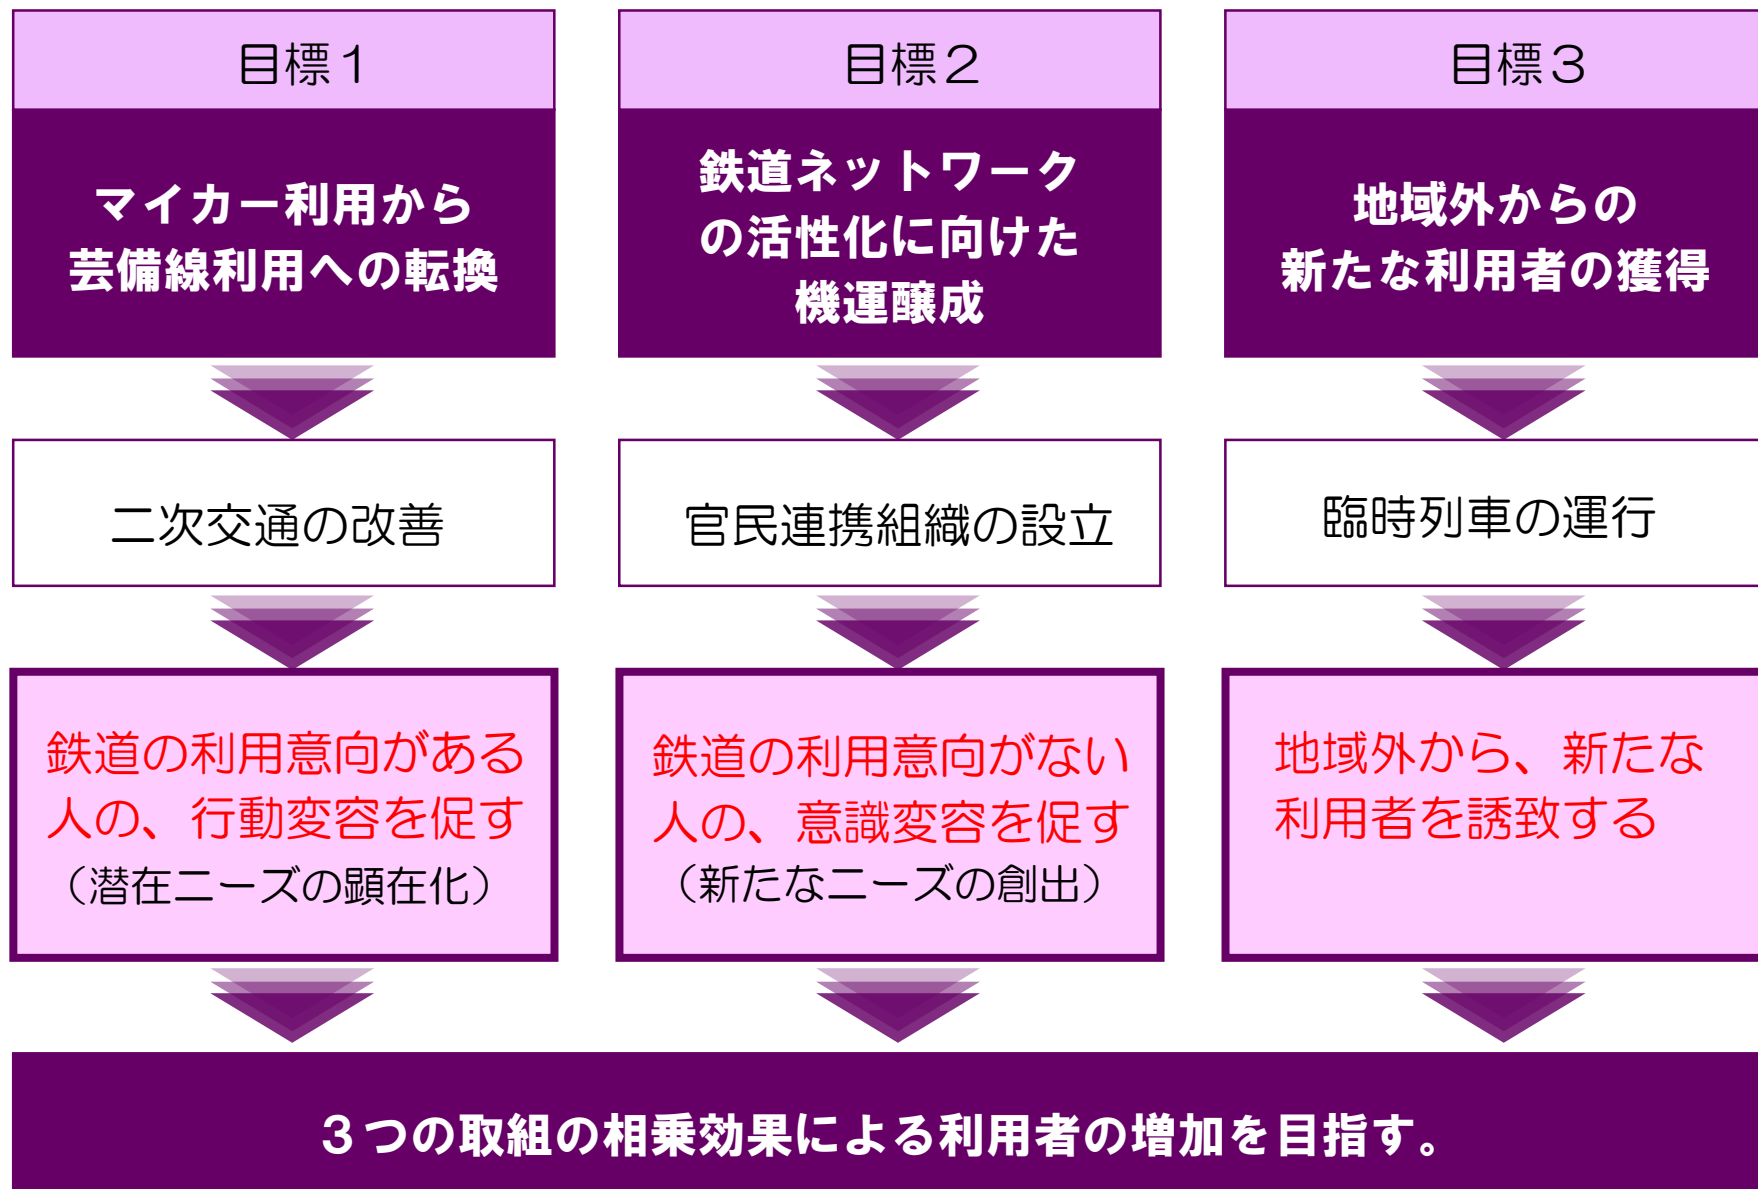 目標１
マイカー利用から
芸備線利用への転換
二次交通の改善
鉄道の利用意向がある
人の、行動変容を促す
（潜在ニーズの顕在化）
目標２
鉄道ネットワーク
の活性化に向けた
機運醸成
官民連携組織の設立
鉄道の利用意向がない
人の、意識変容を促す
（新たなニーズの創出）
目標３
地域外からの
新たな利用者の獲得
臨時列車の運行
地域外から、新たな
利用者を誘致する
３つの取組の相乗効果による利用者の増加を目指す。